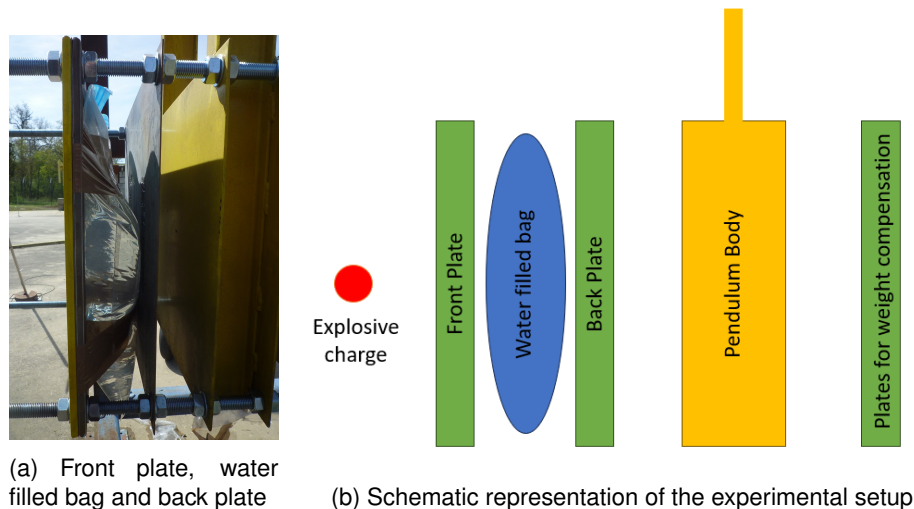 Explosive
charge
Front Plate
Water filled bag
Back Plate
Pendulum Body
Plates for weight compensation
(a) Front plate, water
filled bag and back plate
(b) Schematic representation of the experimental setup